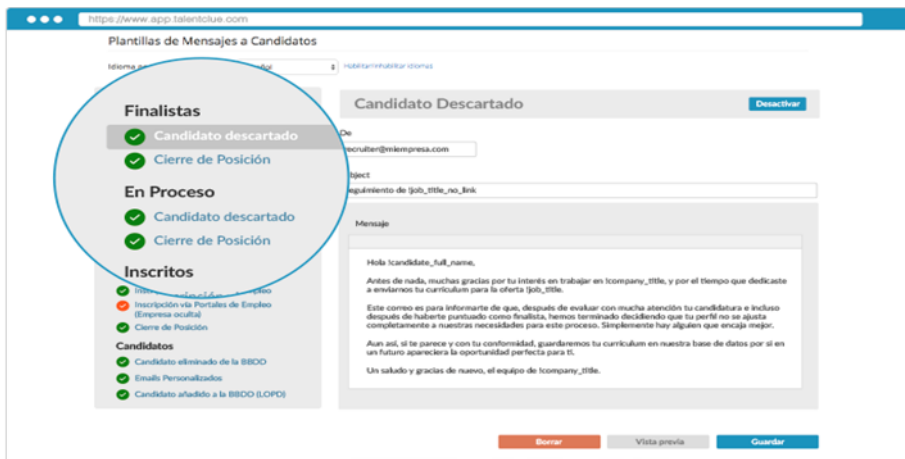 https://www.app.talentclue.com
Plantillas de Mensajes a Candidatos
Habilitar/Inhabilitar Idiomas
Finalistas
Candidato descartado
Cierre de Posición
En Proceso
Candidato descartado
Cierre de Posición
Inscritos
Inscripción vía Portales de Empleo
(Empresa oculta)
Cierre de Posición
Candidatos
Candidato eliminado de la BBDD
Emails Personalizados
Candidato añadido a la BBDD (LOPD)
Candidato Descartado
Desactivar
De
recruiter@miempresa.com
eguimiento de !job_title_no_link
Mensaje
Hola !candidate_full_name,
Antes de nada, muchas gracias por tu interés en trabajar en !company_title, y por el tiempo que dedicaste
a enviarnos tu curriculum para la oferta !job_title.
Este correo es para informarte de que, después de evaluar con mucha atención tu candidatura e incluso
después de haberte puntuado como finalista, hemos terminado decidiendo que tu perfil no se ajusta
completamente a nuestras necesidades para este proceso. Simplemente hay alguien que encaja mejor.
Aun así, si te parece y con tu conformidad, guardaremos tu curriculum en nuestra base de datos por si en
un futuro apareciera la oportunidad perfecta para ti.
Un saludo y gracias de nuevo, el equipo de !company_title.
Borrar
Vista previa
Guardar